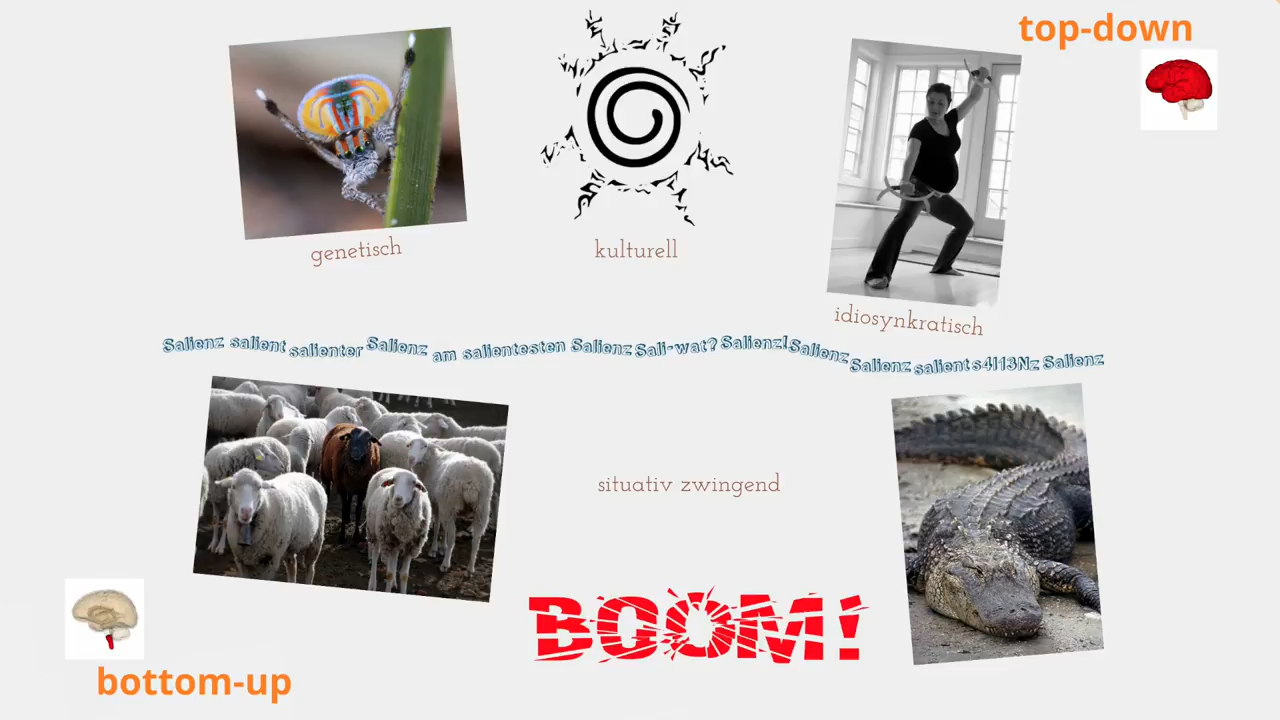 top-down
genetisch
kulturell
idiosynkratisch
Salienz salient salienter Salienz am salientesten Salienz Sali-wat? Salienz! Salienz Salienz salient s4l13Nz Salienz
situativ zwingend
BOOM!
bottom-up